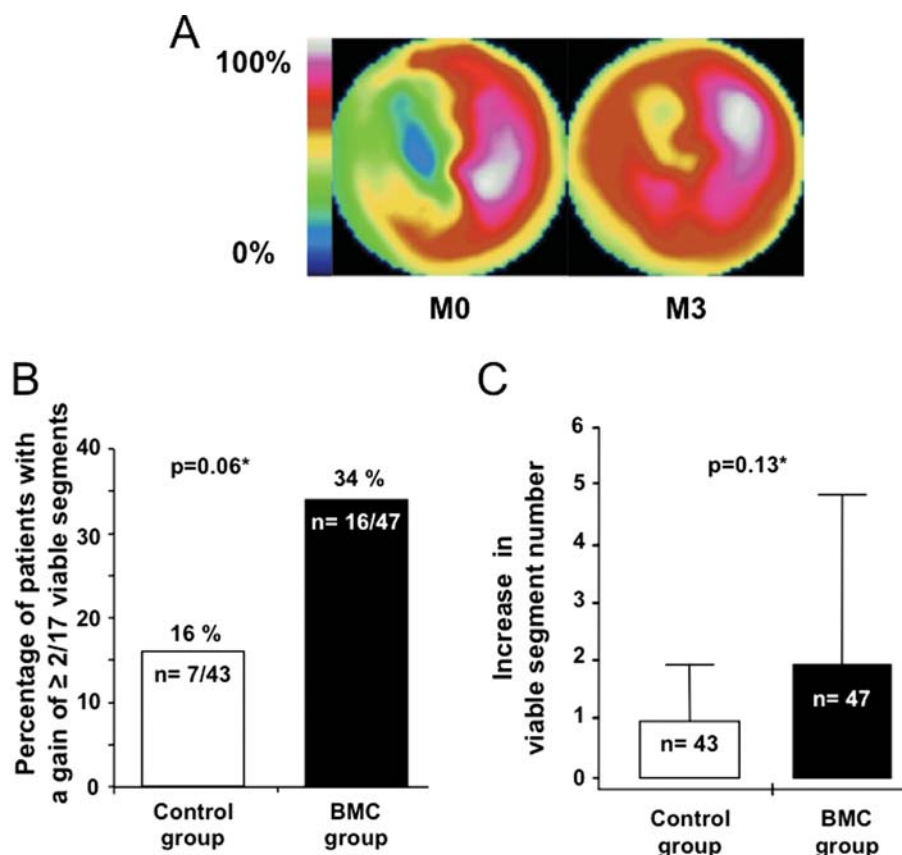 A
100%
0%
M0
M3
B
Percentage of patients with
a gain of ≥ 2/17 viable segments
40
30
20
10
0
p=0.06*
16 %
n= 7/43
34 %
n= 16/47
Control
group
BMC
group
C
Increase in
viable segment number
6
5
4
3
2
1
0
p=0.13*
n= 43
n= 47
Control
group
BMC
group